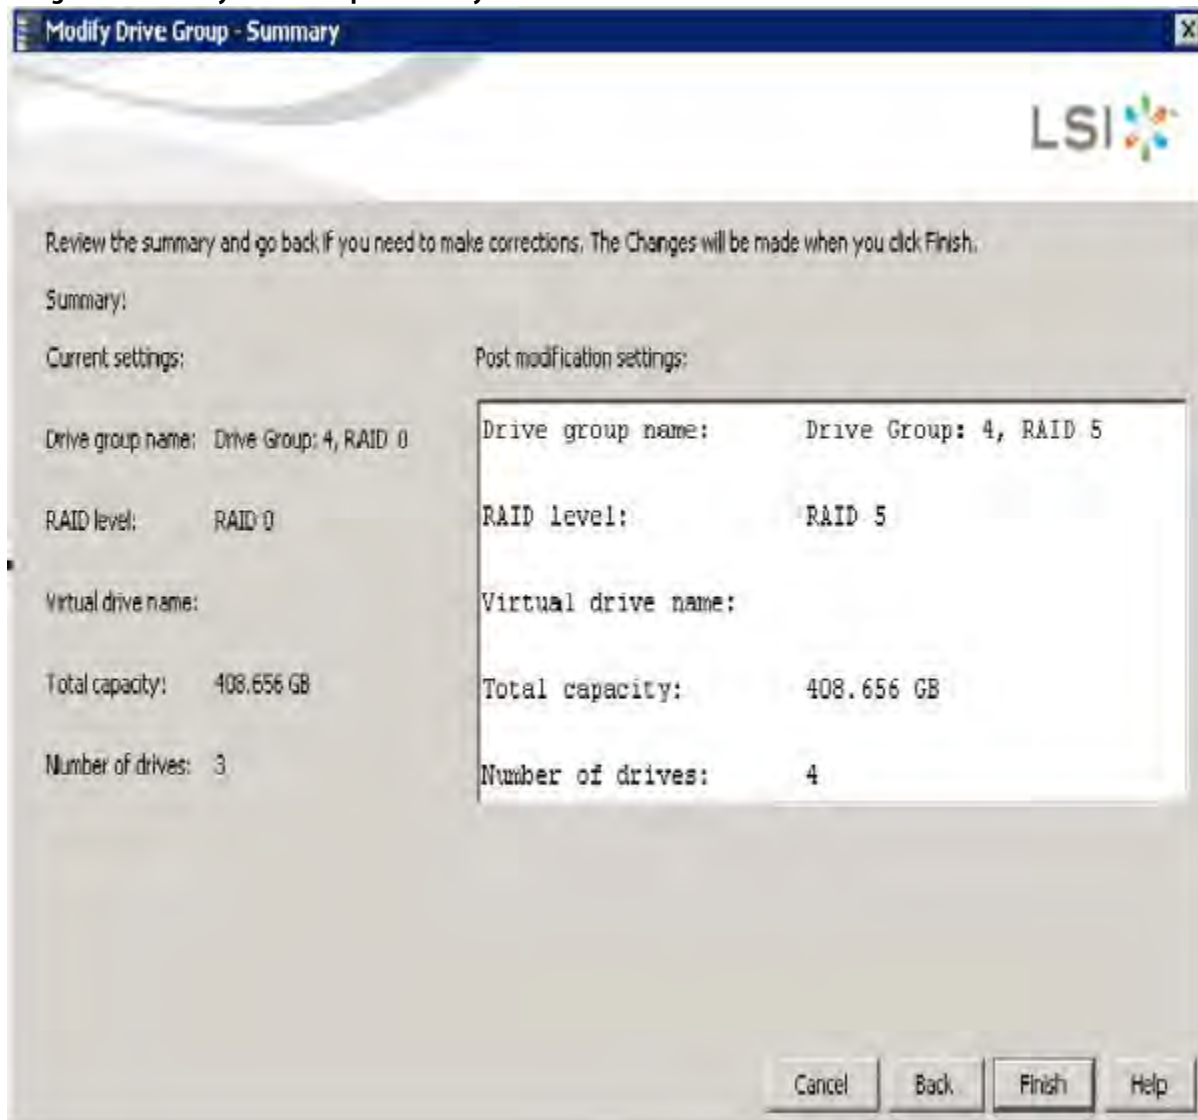 Modify Drive Group - Summary
LSI
Review the summary and go back if you need to make corrections. The Changes will be made when you click Finish.
Summary:
Current settings:
Drive group name: Drive Group: 4, RAID 0
RAID level: RAID 0
Virtual drive name:
Total capacity: 408.656 GB
Number of drives: 3
Post modification settings:
Drive group name: Drive Group: 4, RAID 5
RAID level: RAID 5
Virtual drive name:
Total capacity: 408.656 GB
Number of drives: 4
Cancel
Back
Finish
Help